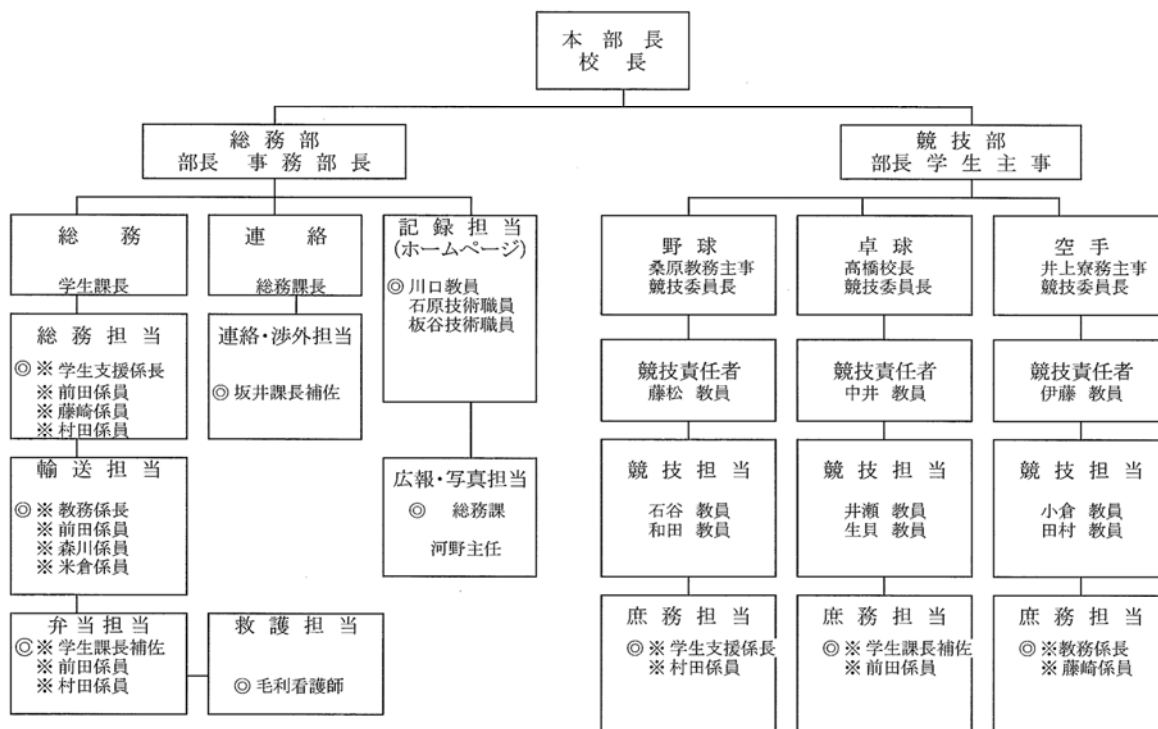 本部長
校長
総務部
部長 事務部長
競技部
部長 学生主事
総務
学生課長
連絡
総務課長
記録担当
(ホームページ)
◎ 川口教員
石原技術職員
板谷技術職員
野球
桑原教務主事
競技委員長
卓球
高橋校長
競技委員長
空手
井上寮務主事
競技委員長
総務担当
◎ ※ 学生支援係長
※ 前田係員
※ 藤崎係員
※ 村田係員
連絡・渉外担当
◎ 坂井課長補佐
競技責任者
藤松 教員
競技責任者
中井 教員
競技責任者
伊藤 教員
輸送担当
◎ ※ 教務係長
※ 前田係員
※ 森川係員
※ 米倉係員
広報・写真担当
◎ 総務課
河野主任
競技担当
石谷 教員
和田 教員
競技担当
井瀬 教員
生貝 教員
競技担当
小倉 教員
田村 教員
弁当担当
◎ ※ 学生課長補佐
※ 前田係員
※ 村田係員
救護担当
◎ 毛利看護師
庶務担当
◎ ※ 学生支援係長
※ 村田係員
庶務担当
◎ ※ 学生課長補佐
※ 前田係員
庶務担当
◎ ※教務係長
※ 藤崎係員